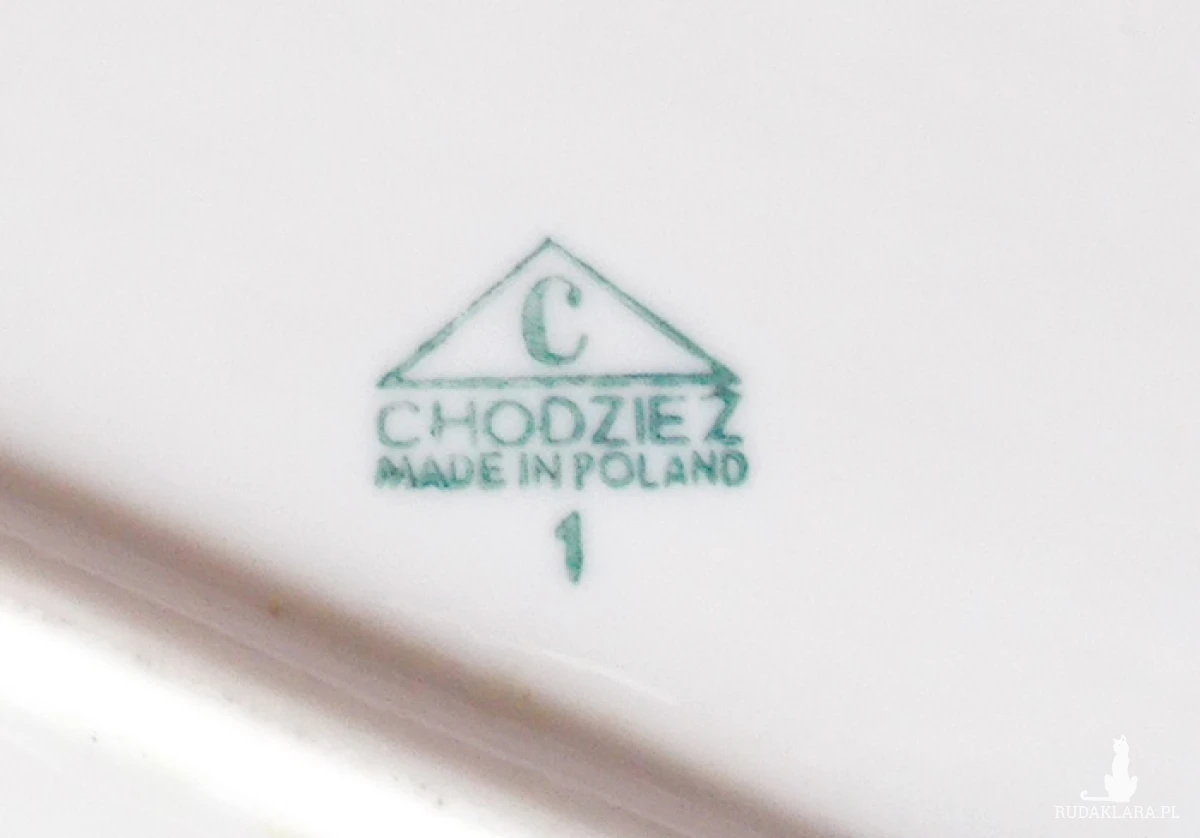 C
CHODZIEŻ
MADE IN POLAND
1
RUDAKLARA.PL